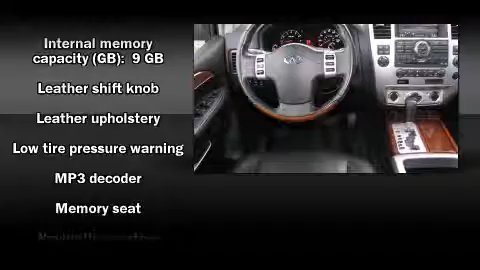 Internal memory
capacity (GB):  9 GB
Leather shift knob
Leather upholstery
Low tire pressure warning
MP3 decoder
Memory seat